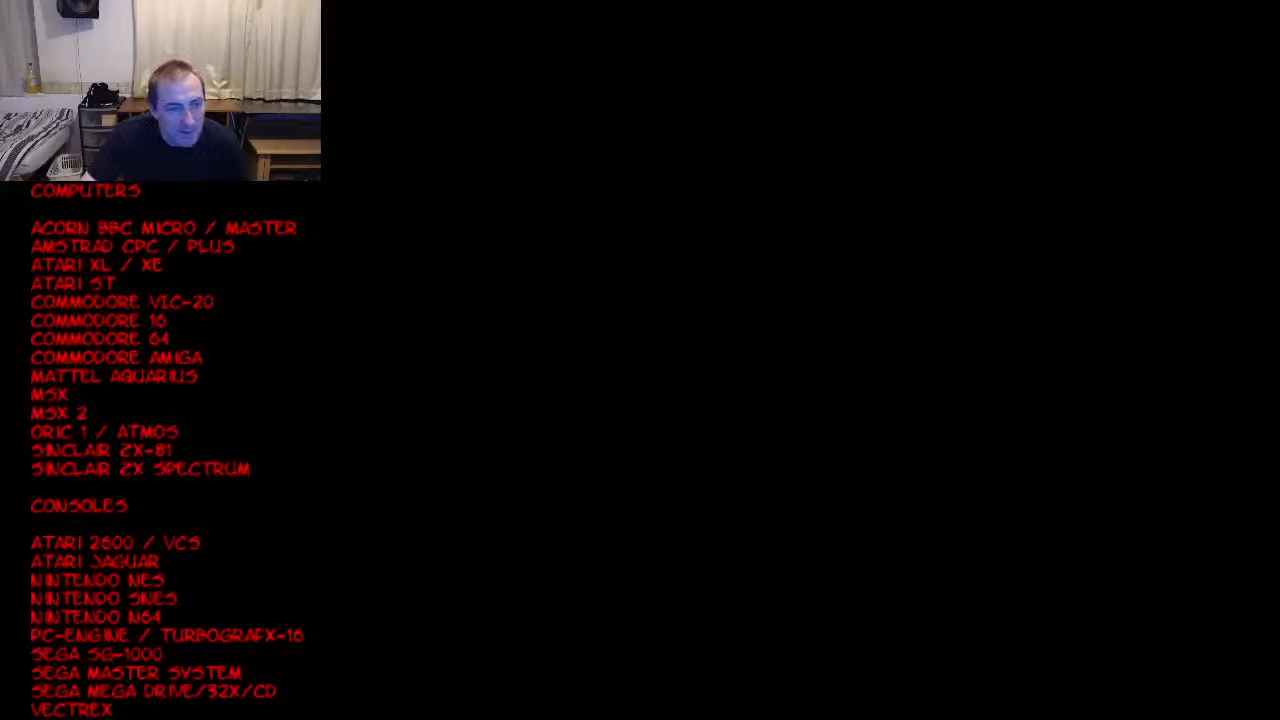 COMPUTERS
ACORN BBC MICRO / MASTER
AMSTRAD CPC / PLUS
ATARI XL / XE
ATARI ST
COMMODORE VIC-20
COMMODORE 16
COMMODORE 64
COMMODORE AMIGA
MATTEL AQUARIUS
MSX
MSX 2
ORIC 1 / ATMOS
SINCLAIR ZX-81
SINCLAIR ZX SPECTRUM
CONSOLES
ATARI 2600 / VCS
ATARI JAGUAR
NINTENDO NES
NINTENDO SNES
NINTENDO N64
PC-ENGINE / TURBOGRAFX-16
SEGA SG-1000
SEGA MASTER SYSTEM
SEGA MEGA DRIVE/32X/CD
VECTREX